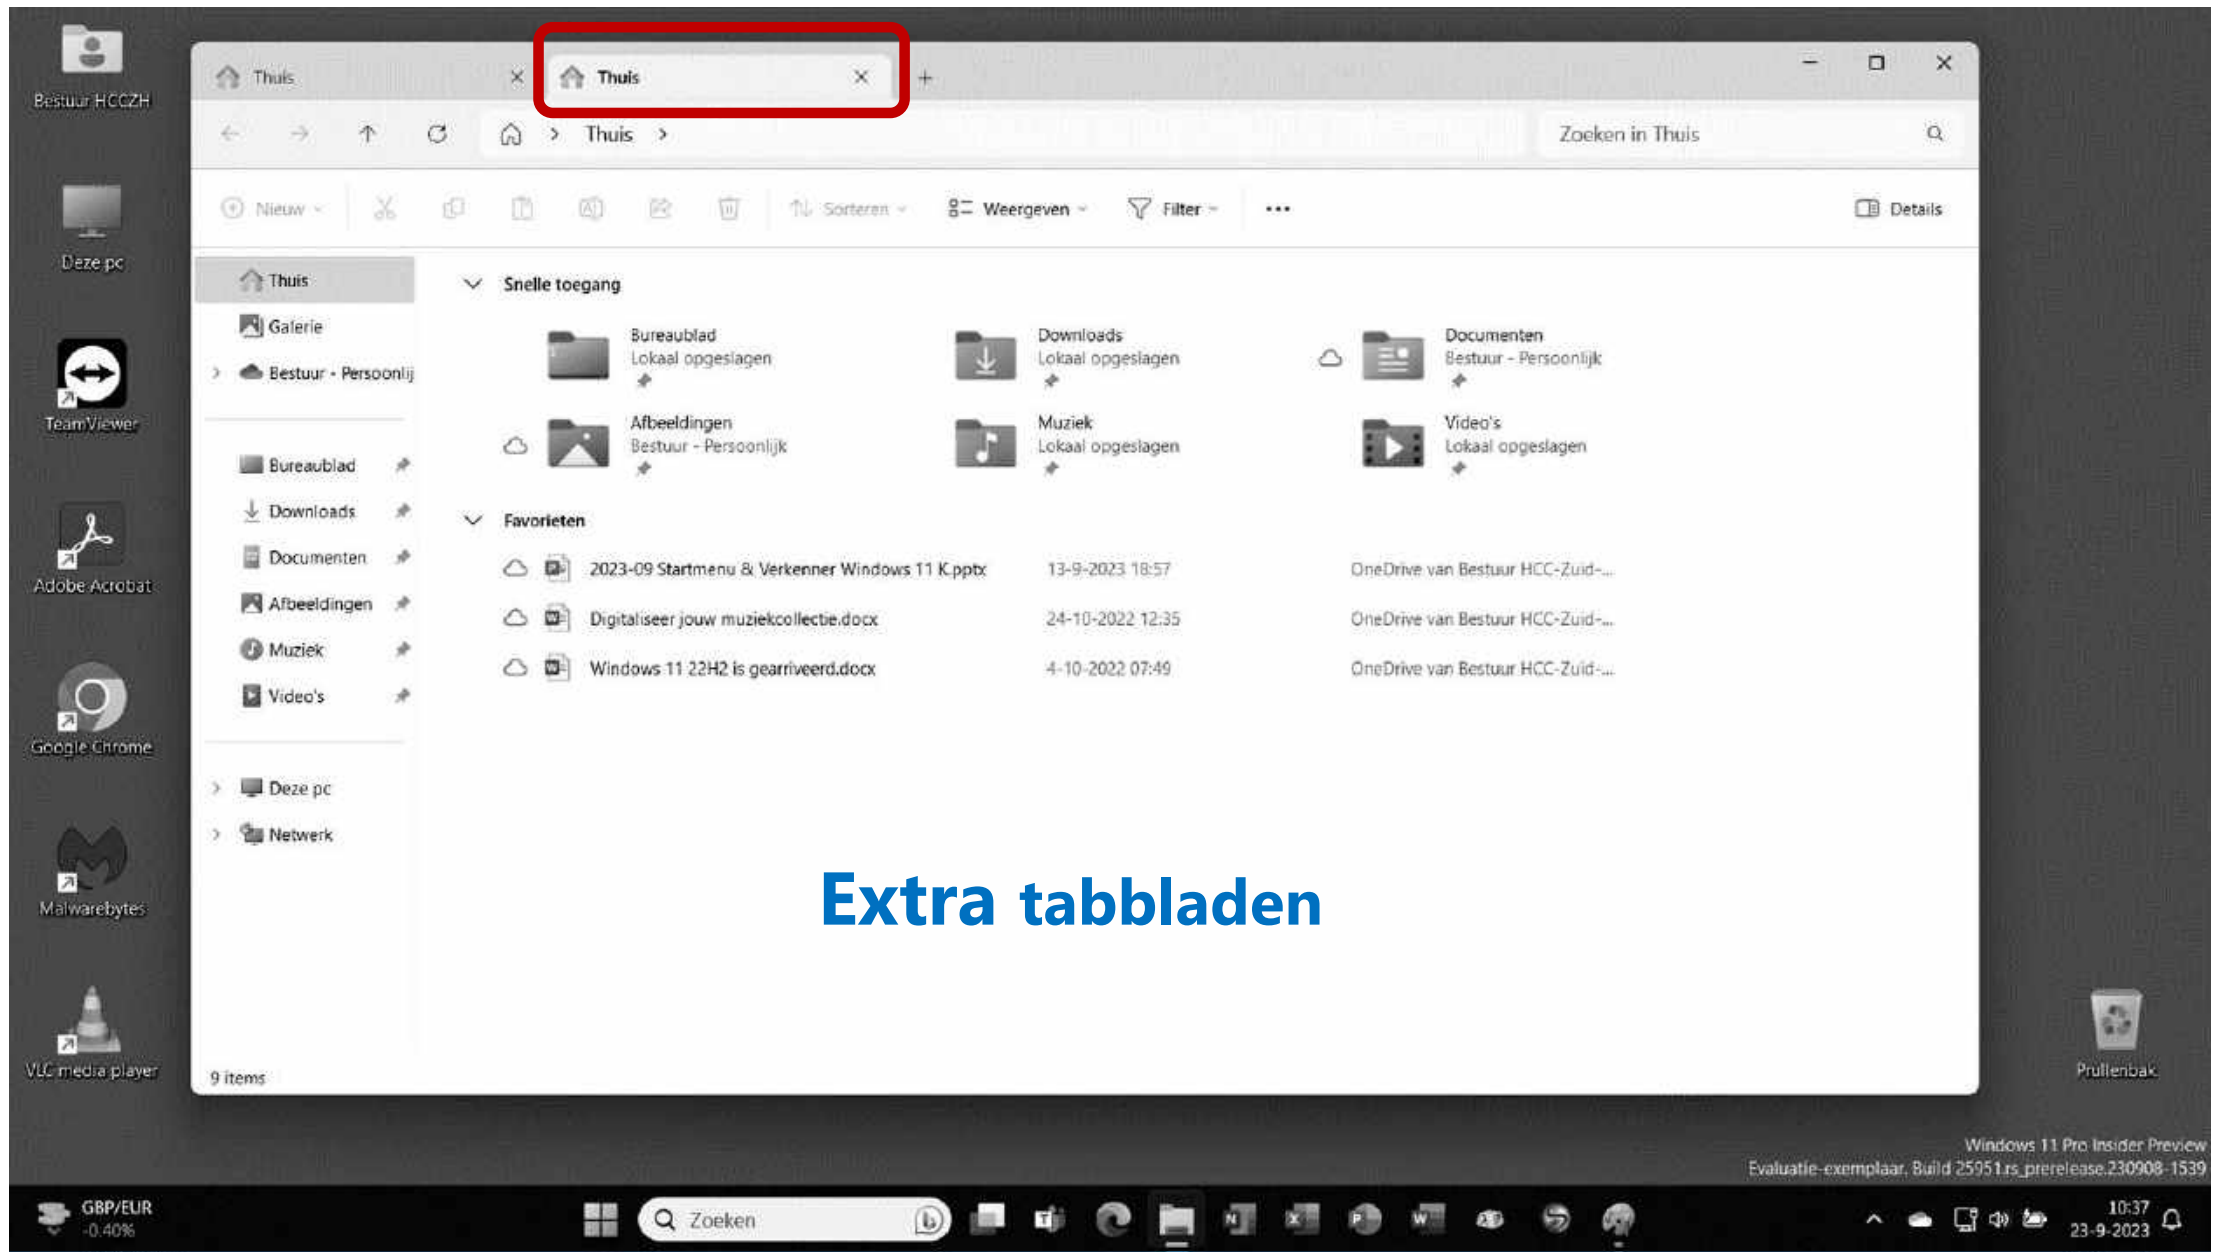 Bestuur HCCZH
Deze pc
TeamViewer
Adobe Acrobat
Google Chrome
Malwarebytes
VLC media player
Thuis
Thuis
Thuis
Zoeken in Thuis
Nieuw
Sorteren
Weergeven
Filter
Details
Thuis
Galerie
Bestuur - Persoonlij
Bureaublad
Downloads
Documenten
Afbeeldingen
Muziek
Video's
Deze pc
Netwerk
Snelle toegang
Bureaublad
Lokaal opgeslagen
Downloads
Lokaal opgeslagen
Documenten
Bestuur - Persoonlijk
Afbeeldingen
Bestuur - Persoonlijk
Muziek
Lokaal opgeslagen
Video's
Lokaal opgeslagen
Favorieten
2023-09 Startmenu & Verkenner Windows 11 K.pptx 13-9-2023 18:57 OneDrive van Bestuur HCC-Zuid-...
Digitaliseer jouw muziekcollectie.docx 24-10-2022 12:35 OneDrive van Bestuur HCC-Zuid-...
Windows 11 22H2 is gearriveerd.docx 4-10-2022 07:49 OneDrive van Bestuur HCC-Zuid-...
Extra tabbladen
9 items
Prullenbak
Windows 11 Pro Insider Preview
Evaluatie-exemplaar. Build 25951.rs_prerelease.230908-1539
GBP/EUR
-0.40%
Zoeken
10:37
23-9-2023